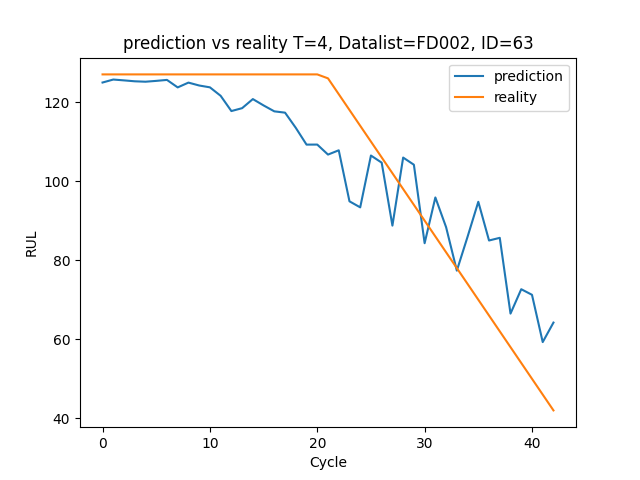 prediction vs reality T=4, Datalist=FD002, ID=63
prediction
reality
120
100
80
60
40
RUL
0 10 20 30 40
Cycle